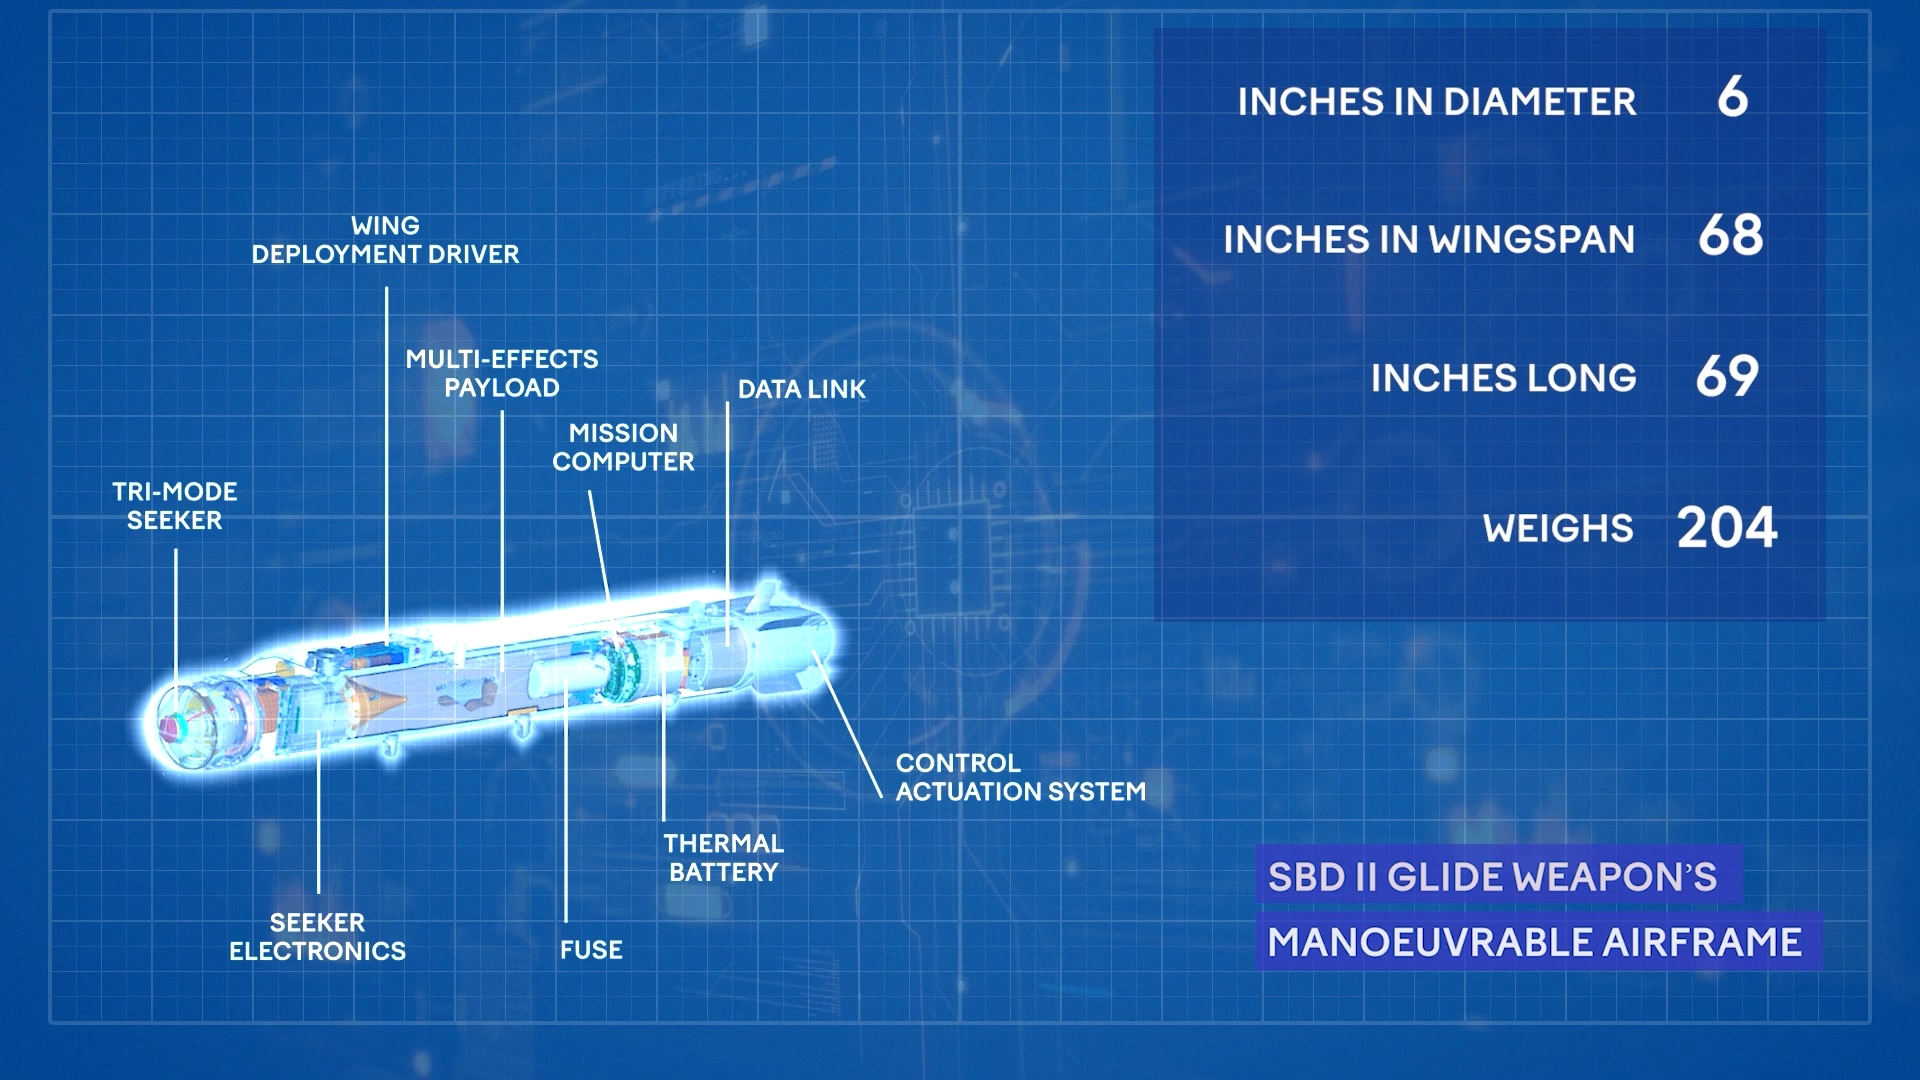 INCHES IN DIAMETER 6
INCHES IN WINGSPAN 68
INCHES LONG 69
WEIGHS 204
WING
DEPLOYMENT DRIVER
MULTI-EFFECTS
PAYLOAD
DATA LINK
MISSION
COMPUTER
TRI-MODE
SEEKER
CONTROL
ACTUATION SYSTEM
THERMAL
BATTERY
SEEKER
ELECTRONICS
FUSE
SBD II GLIDE WEAPON’S
MANOEUVRABLE AIRFRAME